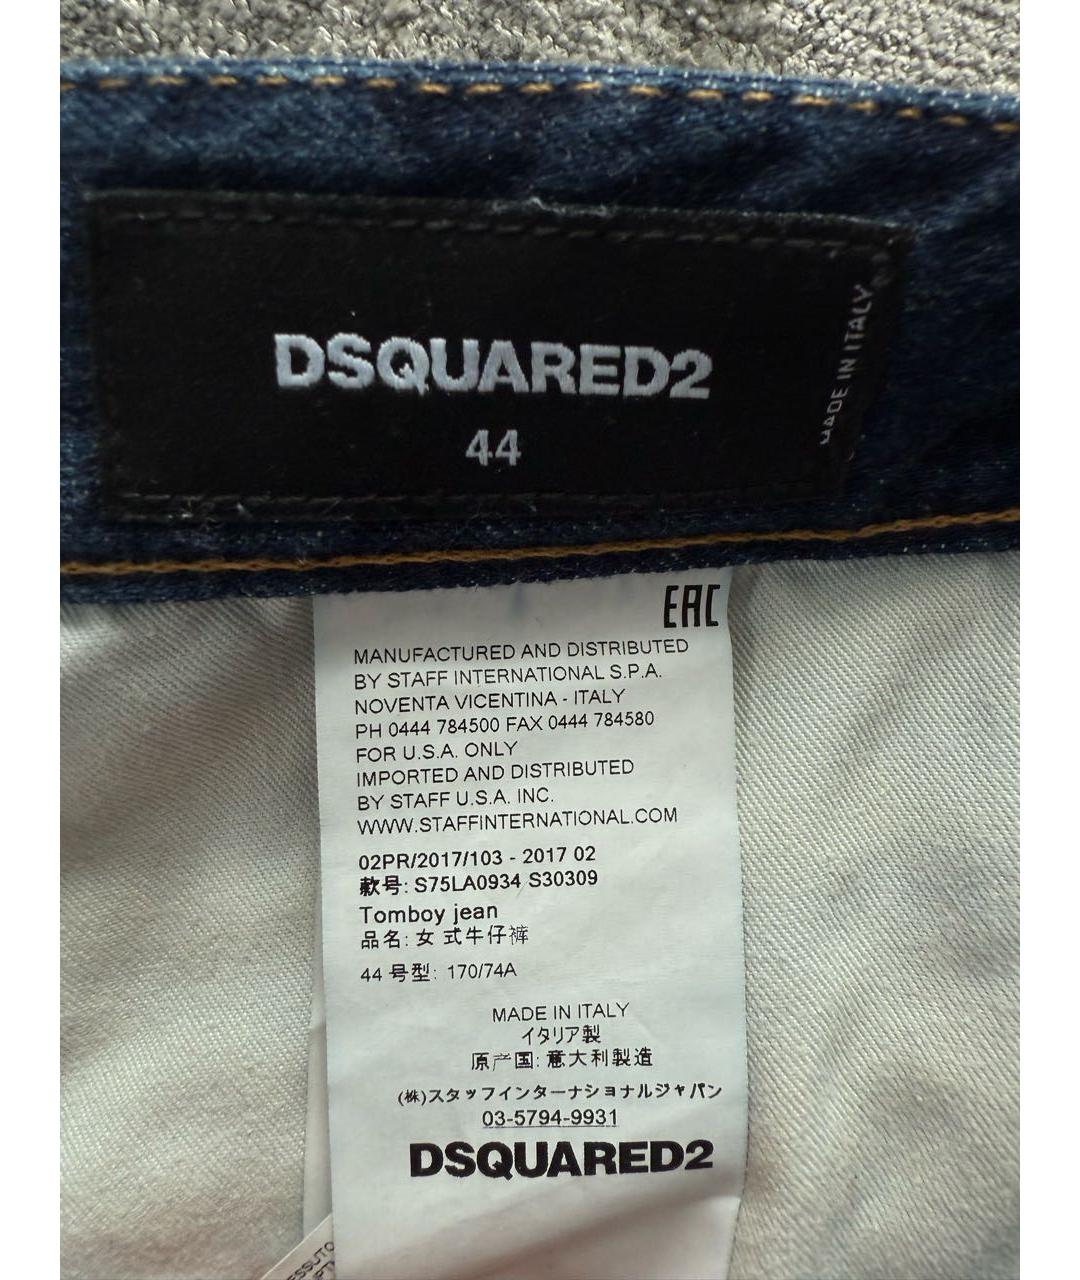 DSQUARED2
44
MADE IN ITALY
EAC
MANUFACTURED AND DISTRIBUTED
BY STAFF INTERNATIONAL S.P.A.
NOVENTA VICENTINA - ITALY
PH 0444 784500 FAX 0444 784580
FOR U.S.A. ONLY
IMPORTED AND DISTRIBUTED
BY STAFF U.S.A. INC.
WWW.STAFFINTERNATIONAL.COM
02PR/2017/103 - 2017 02
款号: S75LA0934 S30309
Tomboy jean
品名: 女 式牛仔裤
44 号型: 170/74A
MADE IN ITALY
イタリア製
原产国: 意大利製造
(株)スタッフインターナショナルジャパン
03-5794-9931
DSQUARED2